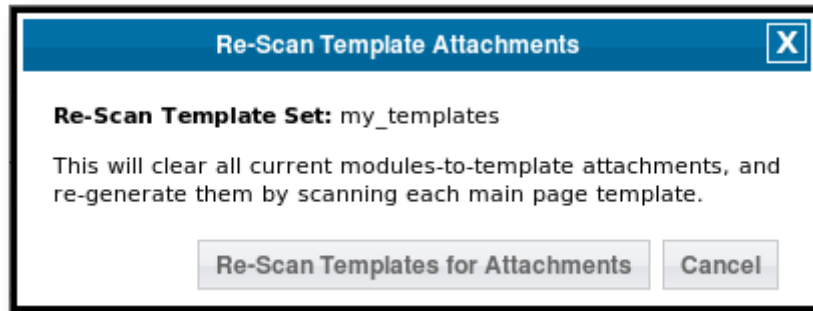 Re-Scan Template Attachments X
Re-Scan Template Set: my_templates
This will clear all current modules-to-template attachments, and
re-generate them by scanning each main page template.
Re-Scan Templates for Attachments Cancel